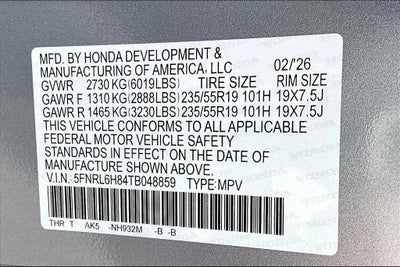 MFD. BY HONDA DEVELOPMENT &
MANUFACTURING OF AMERICA, LLC 02/'26
GVWR 2730 KG(6019LBS) TIRE SIZE RIM SIZE
GAWR F 1310 KG(2888LBS) 235/55R19 101H 19X7.5J
GAWR R 1465 KG(3230LBS) 235/55R19 101H 19X7.5J
THIS VEHICLE CONFORMS TO ALL APPLICABLE
FEDERAL MOTOR VEHICLE SAFETY
STANDARDS IN EFFECT ON THE DATE OF
MANUFACTURE SHOWN ABOVE.
V.I.N.: 5FNRL6H84TB048859 TYPE: MPV
THR T AK5 -NH932M -B -B